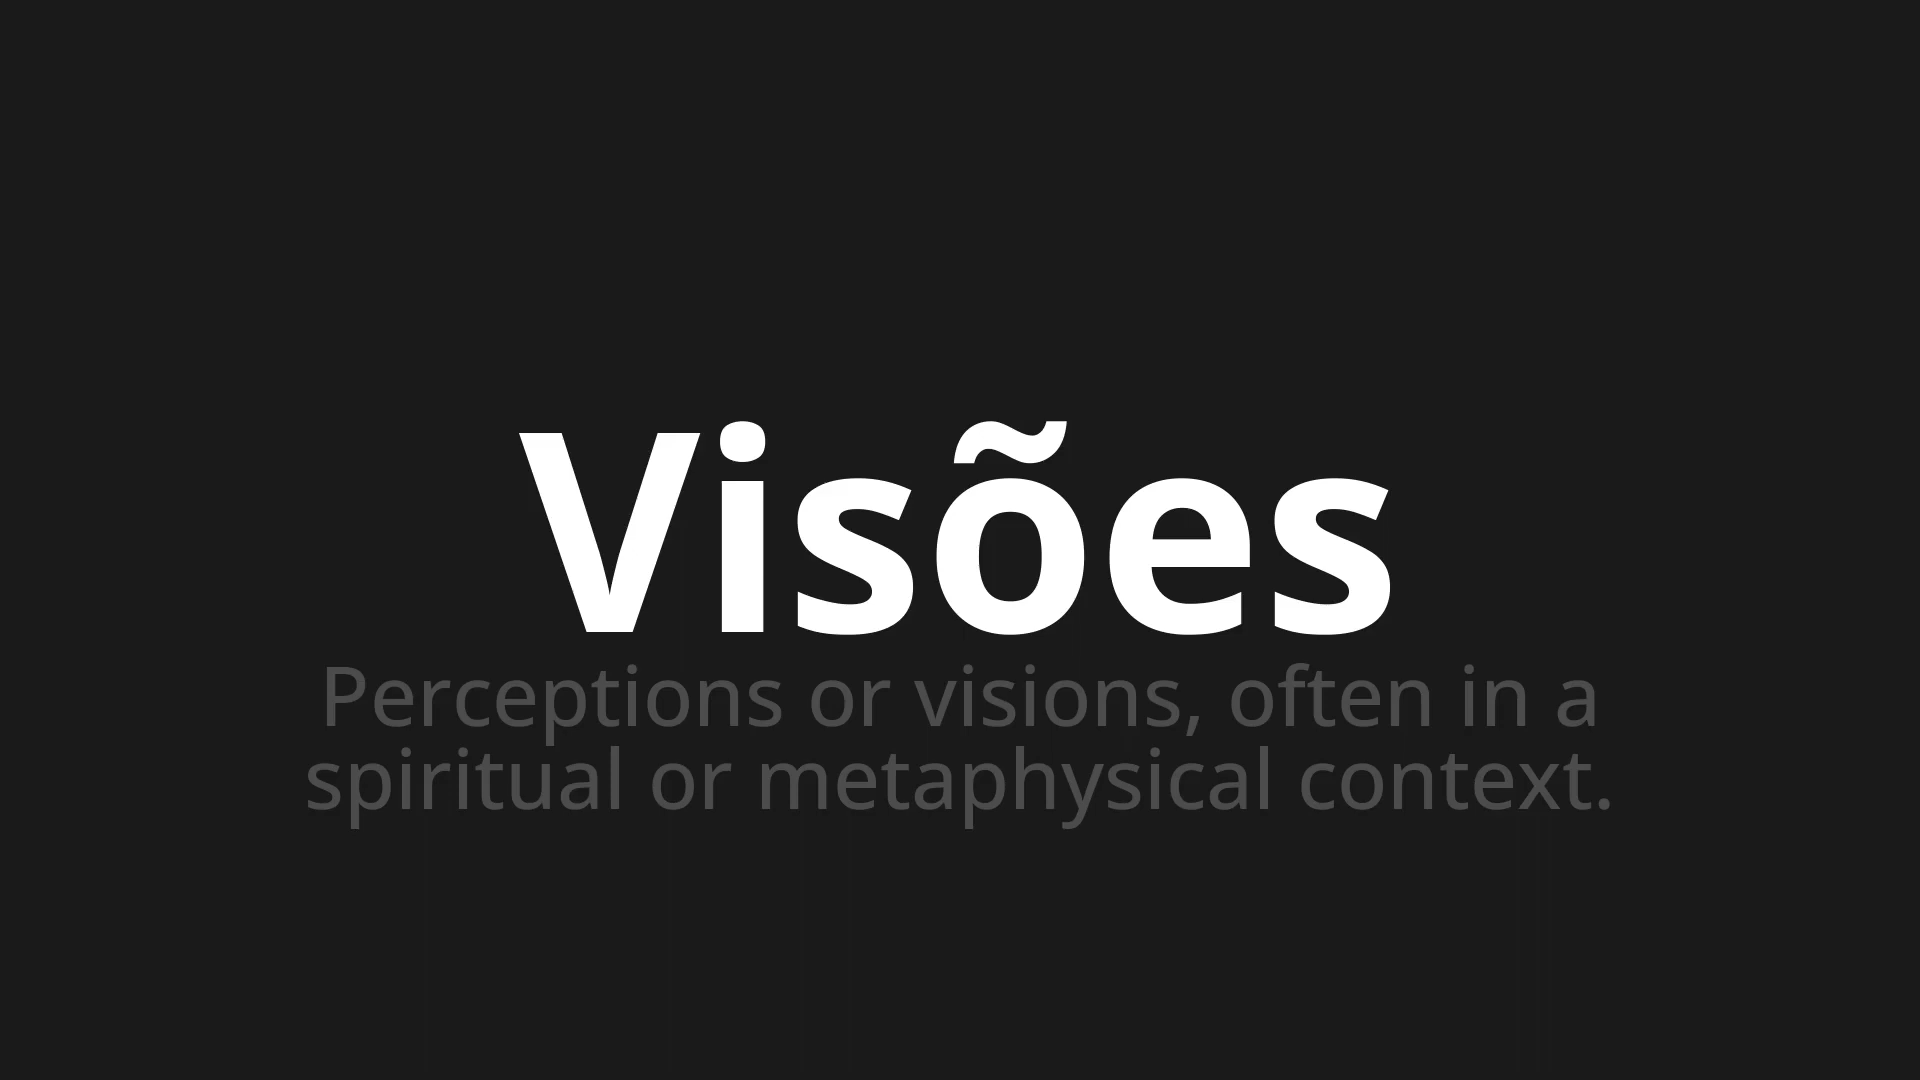 Visões
Perceptions or visions, often in a
spiritual or metaphysical context.